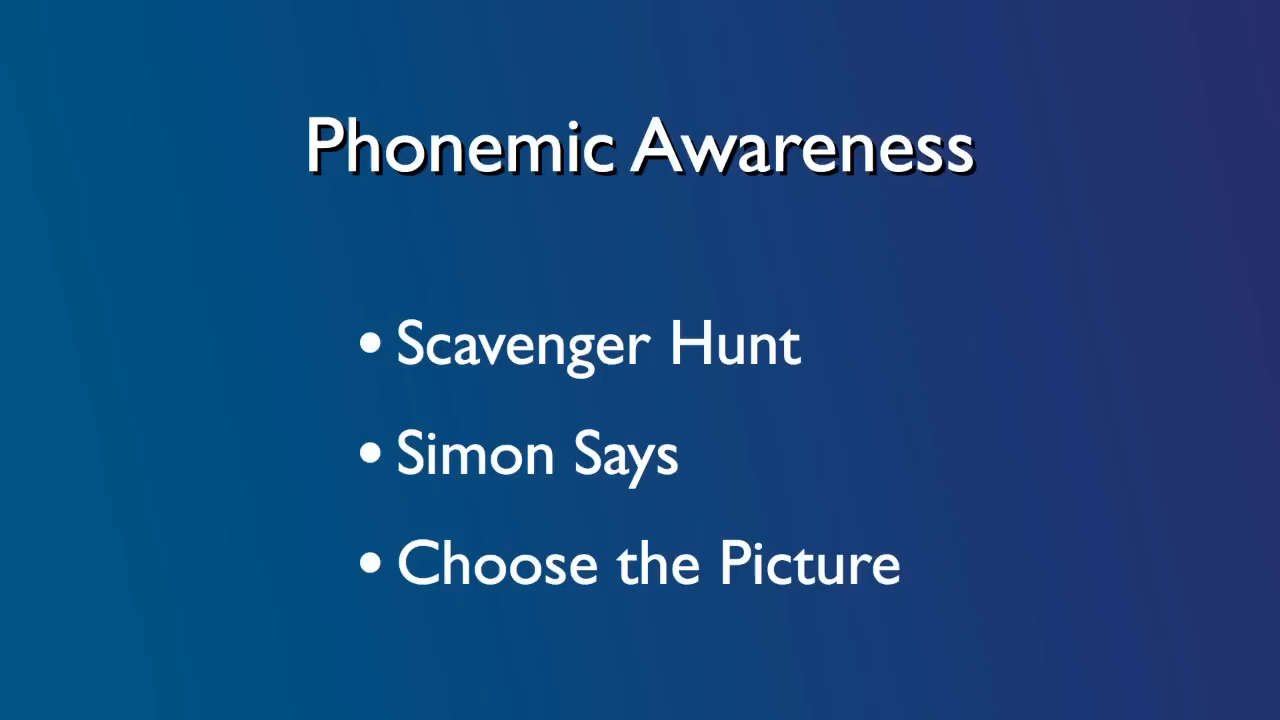 Phonemic Awareness
• Scavenger Hunt
• Simon Says
• Choose the Picture